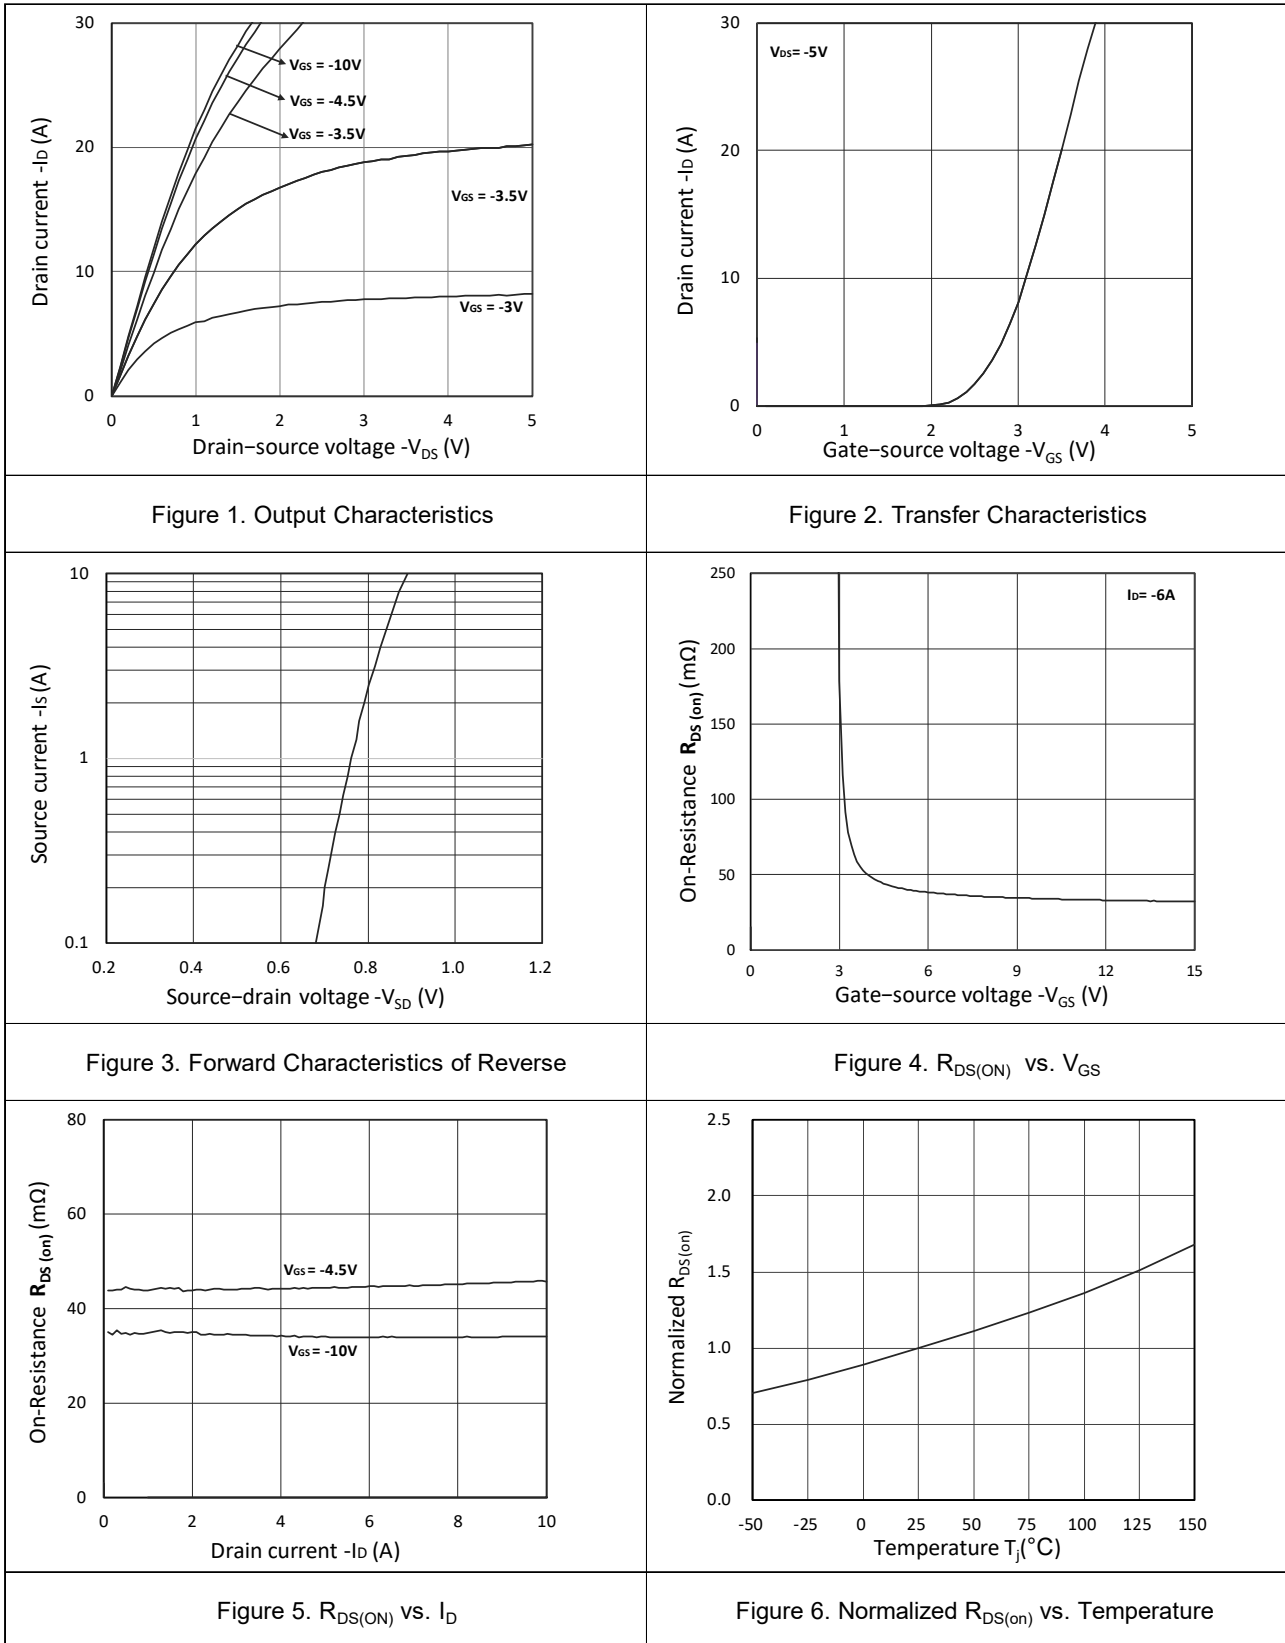 30
20
10
0
Drain current -ID (A)
VGS = -10V
VGS = -4.5V
VGS = -3.5V
VGS = -3.5V
VGS = -3V
0 1 2 3 4 5
Drain−source voltage -VDS (V)
Figure 1. Output Characteristics
30
20
10
0
Drain current -ID (A)
VDS= -5V
0 1 2 3 4 5
Gate−source voltage -VGS (V)
Figure 2. Transfer Characteristics
10
1
0.1
Source current -IS (A)
0.2 0.4 0.6 0.8 1.0 1.2
Source−drain voltage -VSD (V)
Figure 3. Forward Characteristics of Reverse
250
200
150
100
50
0
On-Resistance RDS (on) (mΩ)
ID= -6A
0 3 6 9 12 15
Gate−source voltage -VGS (V)
Figure 4. RDS(ON) vs. VGS
80
60
40
20
0
On-Resistance RDS (on) (mΩ)
VGS = -4.5V
VGS = -10V
0 2 4 6 8 10
Drain current -ID (A)
Figure 5. RDS(ON) vs. ID
2.5
2.0
1.5
1.0
0.5
0.0
Normalized RDS(on)
-50 -25 0 25 50 75 100 125 150
Temperature Tj(°C)
Figure 6. Normalized RDS(on) vs. Temperature